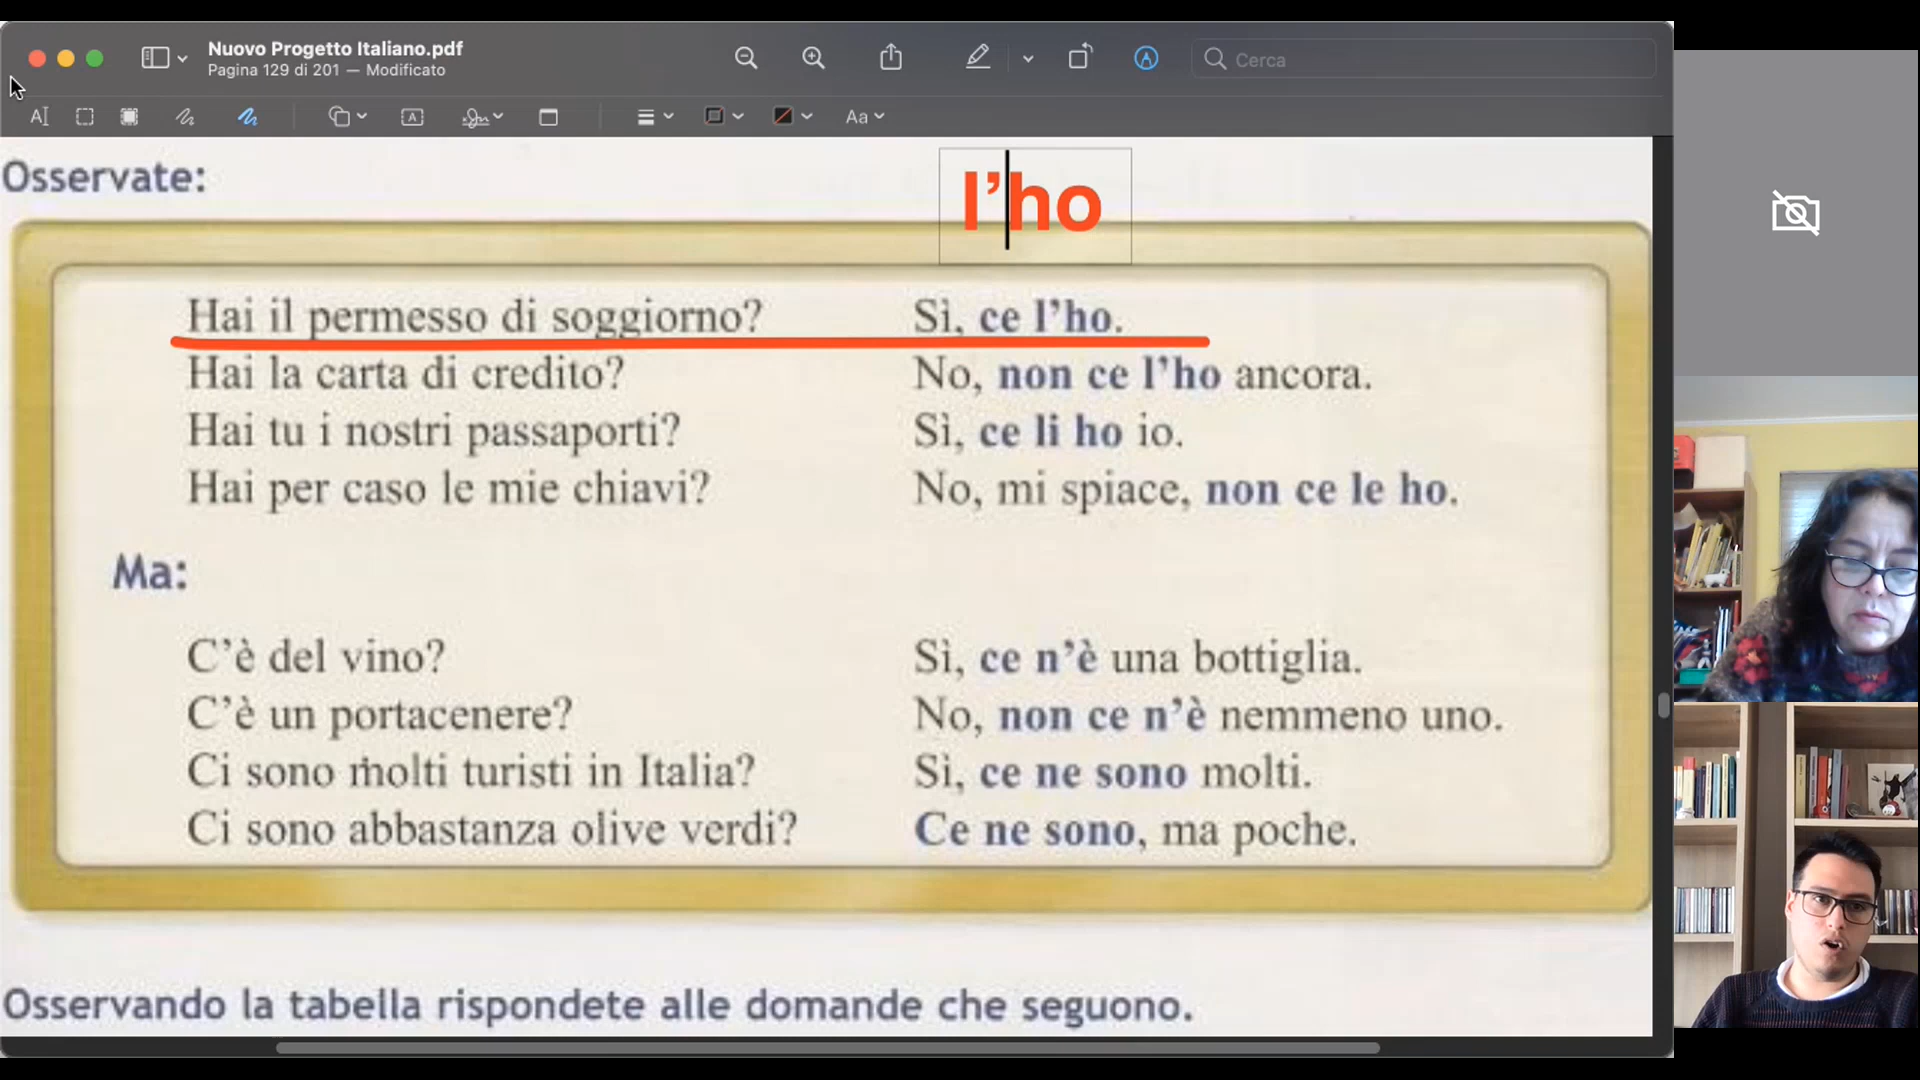 Nuovo Progetto Italiano.pdf
Pagina 129 di 201 — Modificato
Cerca
Aa
Osservate:
l’ho
Hai il permesso di soggiorno? Sì, ce l’ho.
Hai la carta di credito? No, non ce l’ho ancora.
Hai tu i nostri passaporti? Sì, ce li ho io.
Hai per caso le mie chiavi? No, mi spiace, non ce le ho.
Ma:
C’è del vino? Sì, ce n’è una bottiglia.
C’è un portacenere? No, non ce n’è nemmeno uno.
Ci sono molti turisti in Italia? Sì, ce ne sono molti.
Ci sono abbastanza olive verdi? Ce ne sono, ma poche.
Osservando la tabella rispondete alle domande che seguono.